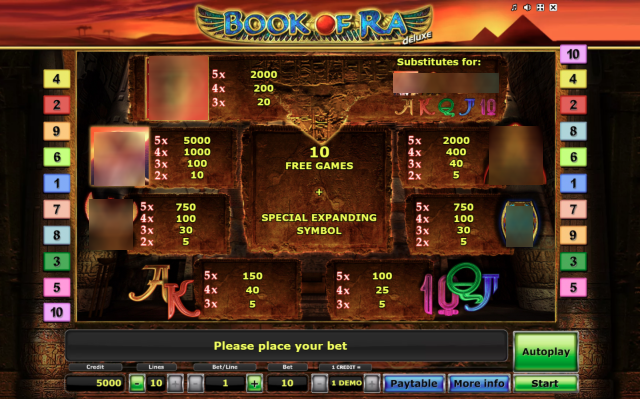 BOOK OF RA
deluxe
Substitutes for:
A K Q J 10
5x 2000
4x 200
3x 20
5x 5000
4x 1000
3x 100
2x 10
10
FREE GAMES
+
SPECIAL EXPANDING
SYMBOL
5x 2000
4x 400
3x 40
2x 5
5x 750
4x 100
3x 30
2x 5
5x 750
4x 100
3x 30
2x 5
A K
5x 150
4x 40
3x 5
5x 100
4x 25
3x 5
10 Q J
4
2
9
6
1
7
8
3
5
10
10
4
2
8
6
1
7
9
3
5
Please place your bet
Autoplay
Credit Lines Bet/Line Bet 1 CREDIT =
5000 - 10 + - 1 + 10 - 1 DEMO + Paytable More info Start